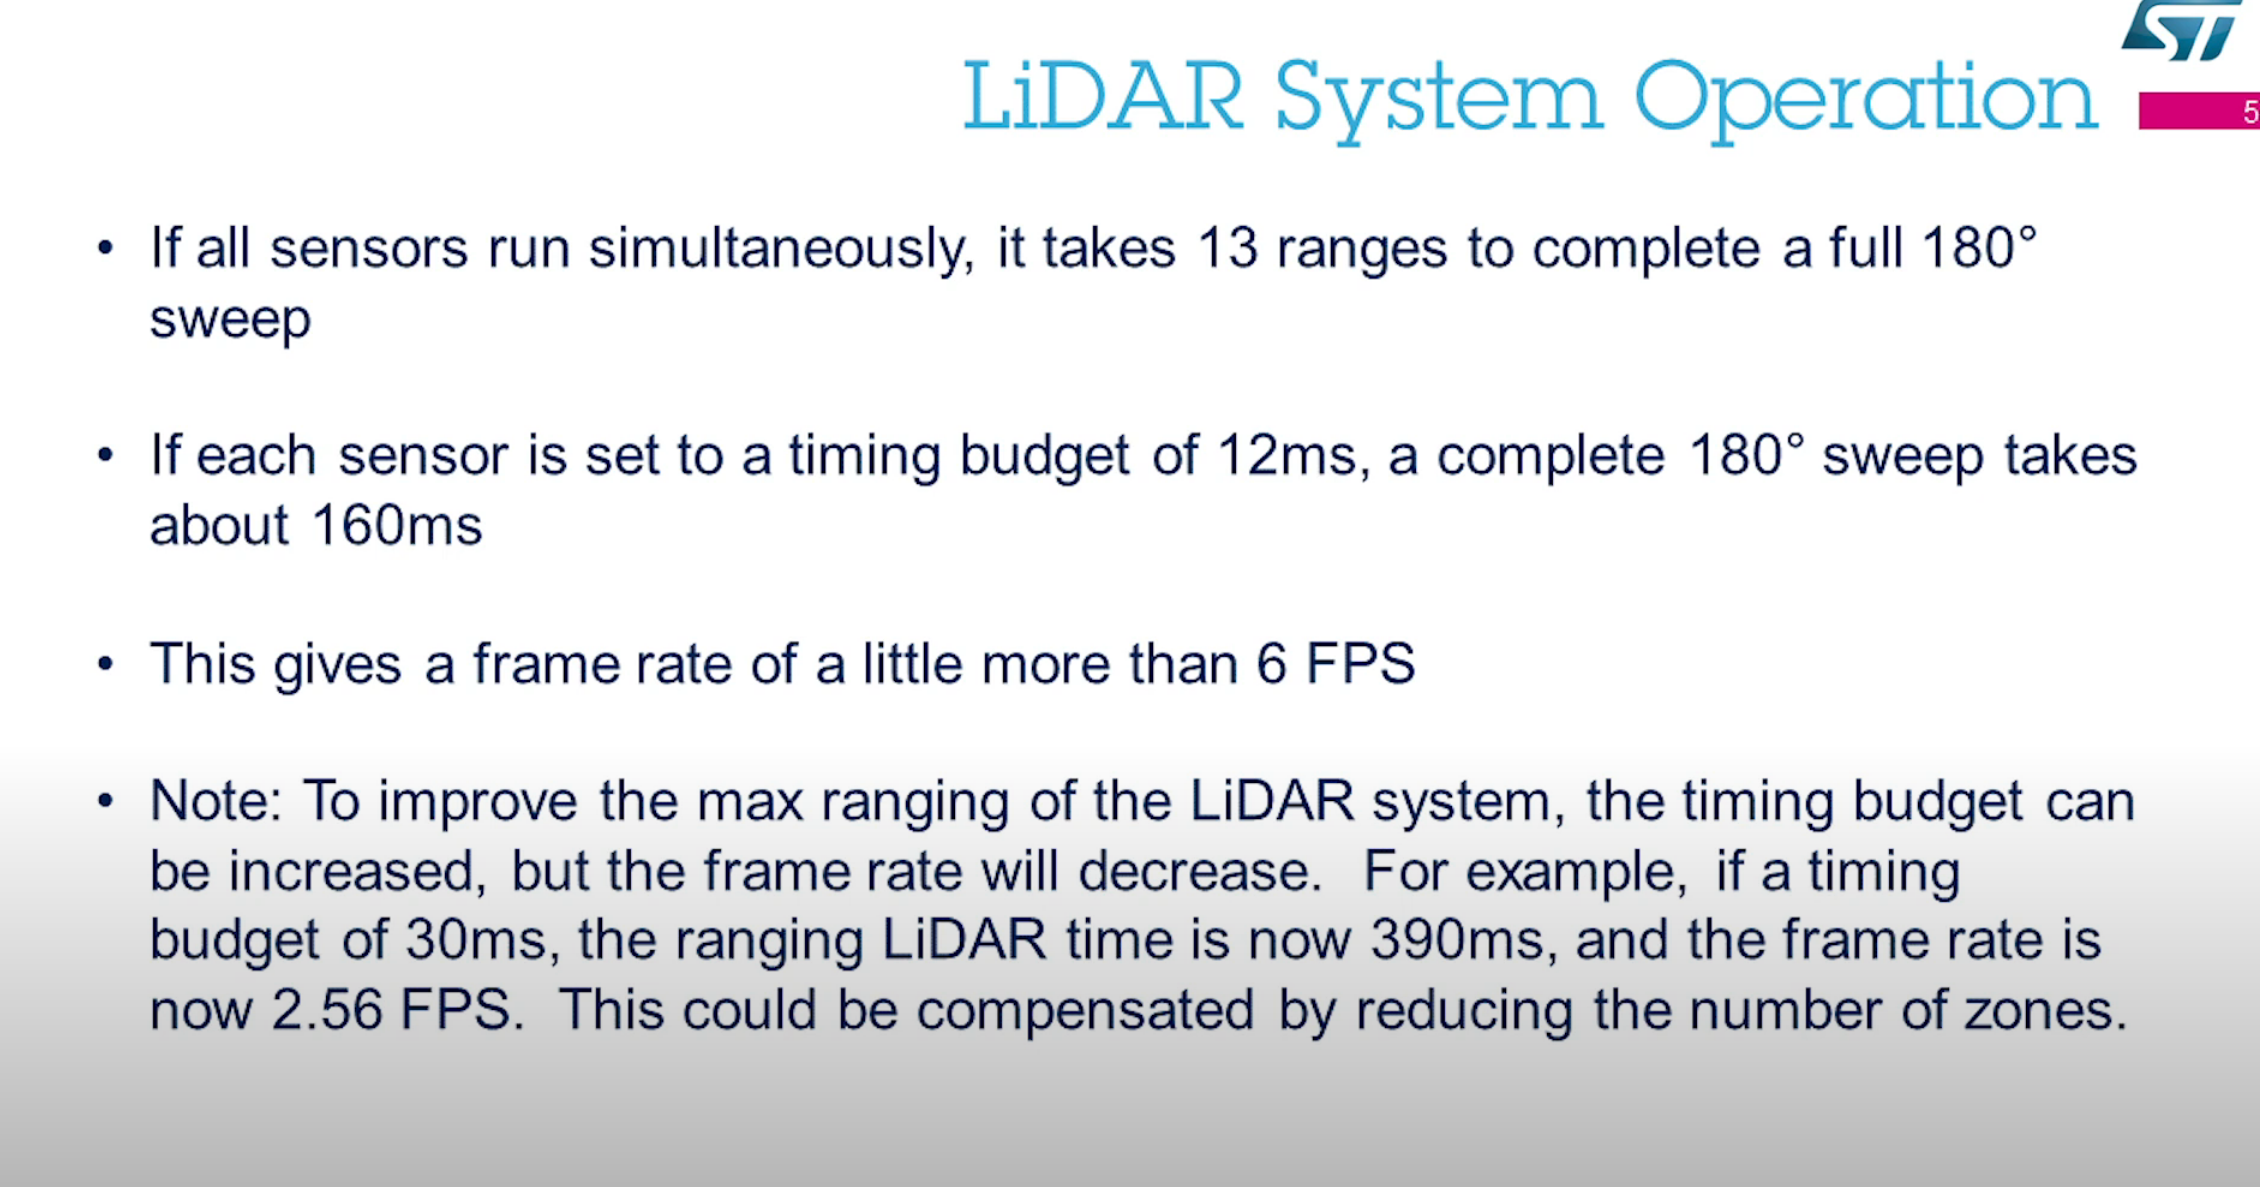 ST
LiDAR System Operation
5
• If all sensors run simultaneously, it takes 13 ranges to complete a full 180°
sweep
• If each sensor is set to a timing budget of 12ms, a complete 180° sweep takes
about 160ms
• This gives a frame rate of a little more than 6 FPS
• Note: To improve the max ranging of the LiDAR system, the timing budget can
be increased, but the frame rate will decrease. For example, if a timing
budget of 30ms, the ranging LiDAR time is now 390ms, and the frame rate is
now 2.56 FPS. This could be compensated by reducing the number of zones.